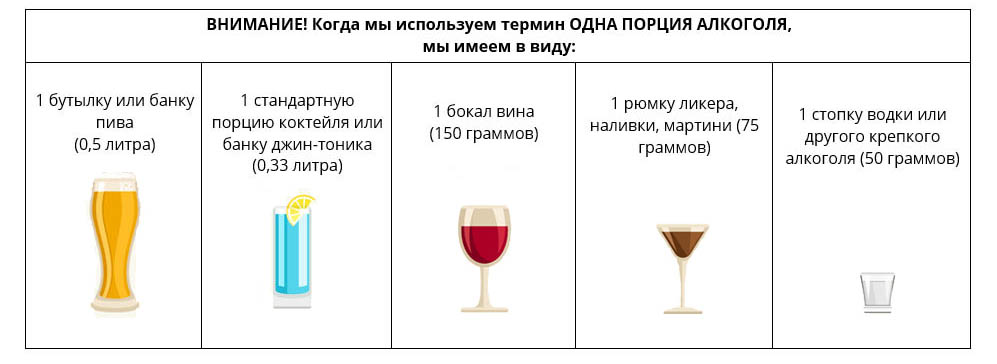 ВНИМАНИЕ! Когда мы используем термин ОДНА ПОРЦИЯ АЛКОГОЛЯ,
мы имеем в виду:
1 бутылку или банку
пива
(0,5 литра)
1 стандартную
порцию коктейля или
банку джин-тоника
(0,33 литра)
1 бокал вина
(150 граммов)
1 рюмку ликера,
наливки, мартини (75
граммов)
1 стопку водки или
другого крепкого
алкоголя (50 граммов)